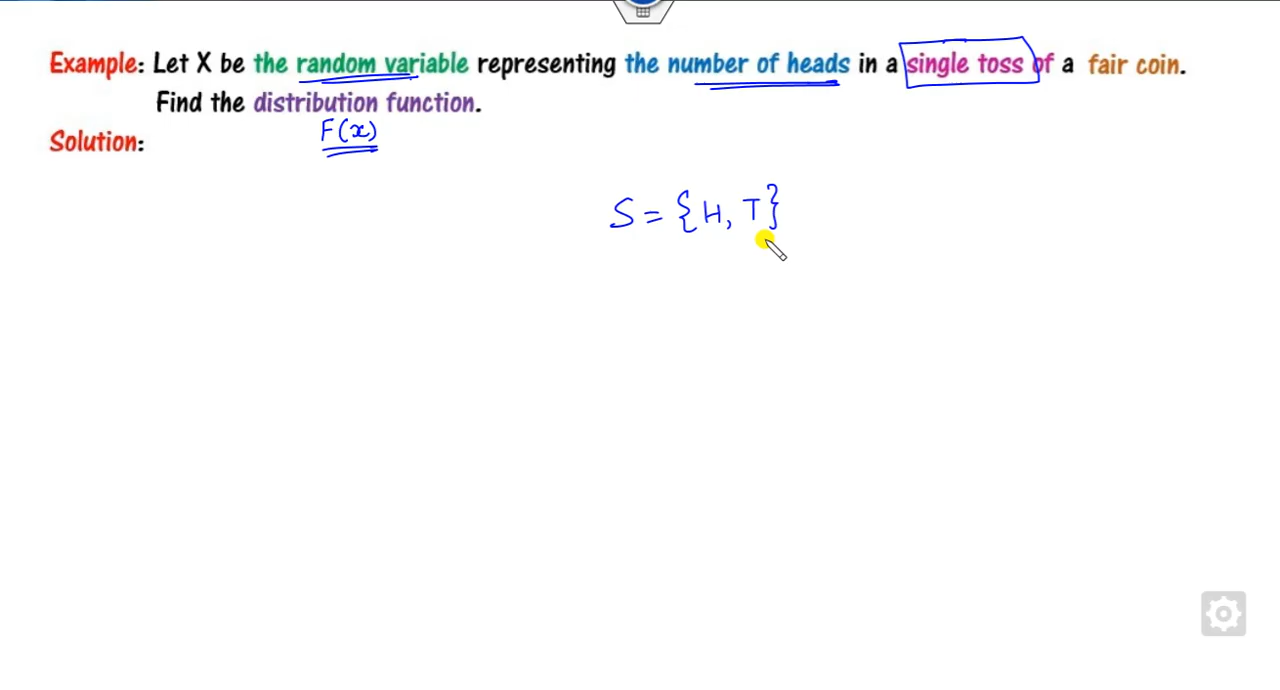 Example: Let X be the random variable representing the number of heads in a single toss of a fair coin.
Find the distribution function.
F(x)
Solution:
S = {H, T}